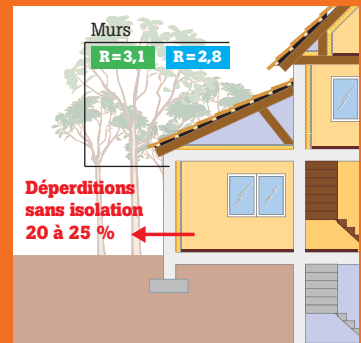 Murs
R=3,1 R=2,8
Déperditions
sans isolation
20 à 25 %